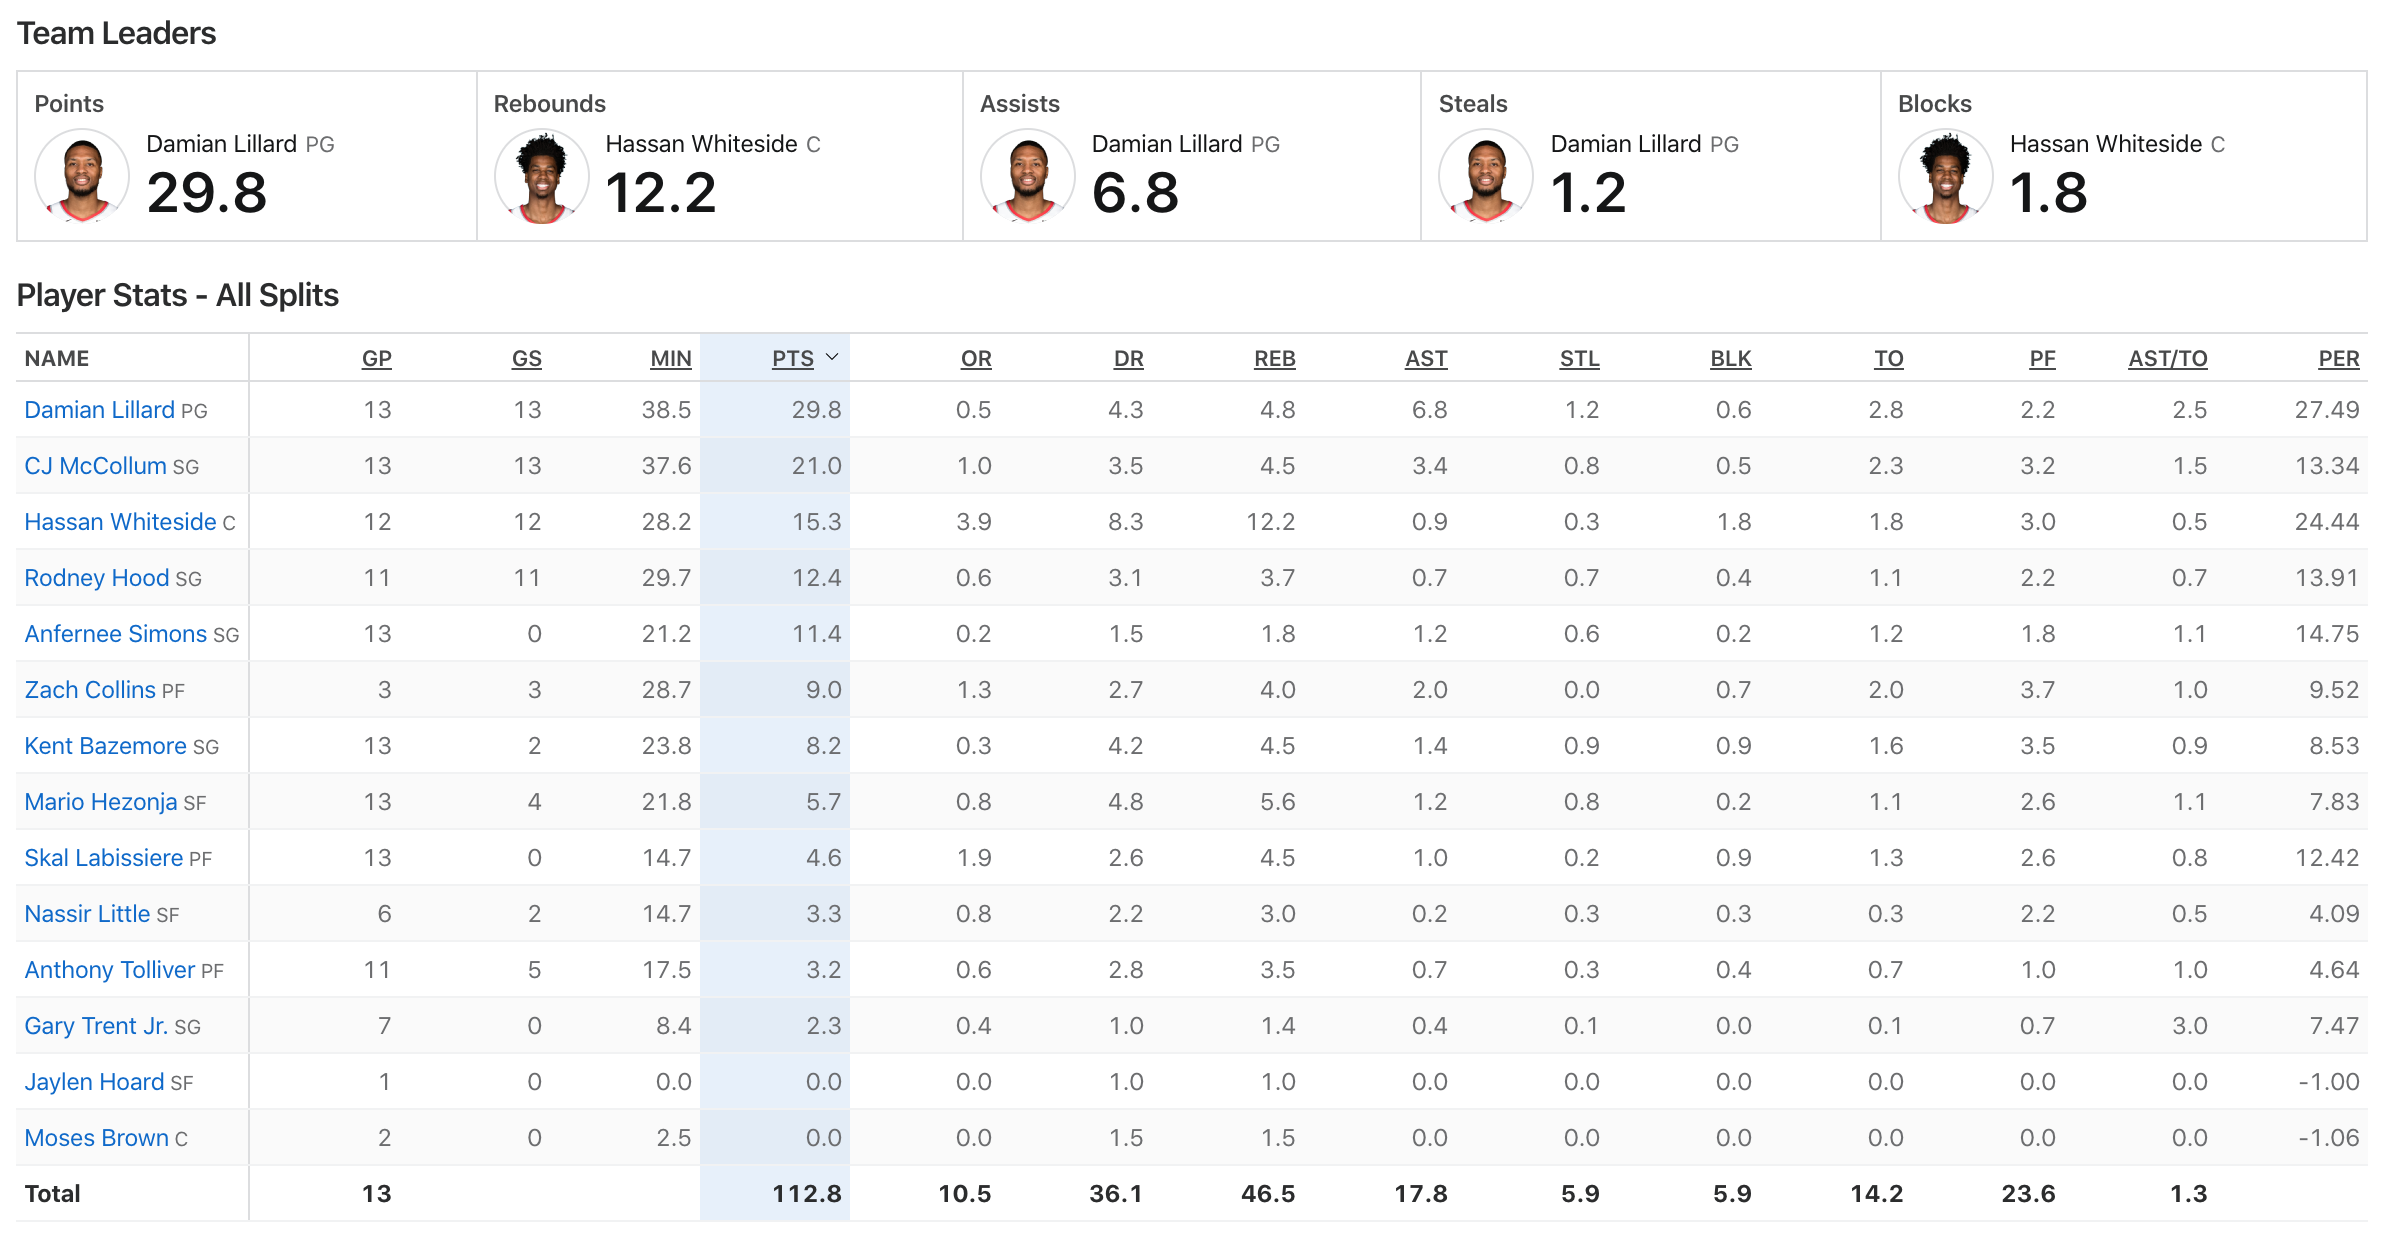 Team Leaders
Points Rebounds Assists Steals Blocks
Damian Lillard PG Hassan Whiteside C Damian Lillard PG Damian Lillard PG Hassan Whiteside C
29.8 12.2 6.8 1.2 1.8
Player Stats - All Splits
NAME GP GS MIN PTS OR DR REB AST STL BLK TO PF AST/TO PER
Damian Lillard PG 13 13 38.5 29.8 0.5 4.3 4.8 6.8 1.2 0.6 2.8 2.2 2.5 27.49
CJ McCollum SG 13 13 37.6 21.0 1.0 3.5 4.5 3.4 0.8 0.5 2.3 3.2 1.5 13.34
Hassan Whiteside C 12 12 28.2 15.3 3.9 8.3 12.2 0.9 0.3 1.8 1.8 3.0 0.5 24.44
Rodney Hood SG 11 11 29.7 12.4 0.6 3.1 3.7 0.7 0.7 0.4 1.1 2.2 0.7 13.91
Anfernee Simons SG 13 0 21.2 11.4 0.2 1.5 1.8 1.2 0.6 0.2 1.2 1.8 1.1 14.75
Zach Collins PF 3 3 28.7 9.0 1.3 2.7 4.0 2.0 0.0 0.7 2.0 3.7 1.0 9.52
Kent Bazemore SG 13 2 23.8 8.2 0.3 4.2 4.5 1.4 0.9 0.9 1.6 3.5 0.9 8.53
Mario Hezonja SF 13 4 21.8 5.7 0.8 4.8 5.6 1.2 0.8 0.2 1.1 2.6 1.1 7.83
Skal Labissiere PF 13 0 14.7 4.6 1.9 2.6 4.5 1.0 0.2 0.9 1.3 2.6 0.8 12.42
Nassir Little SF 6 2 14.7 3.3 0.8 2.2 3.0 0.2 0.3 0.3 0.3 2.2 0.5 4.09
Anthony Tolliver PF 11 5 17.5 3.2 0.6 2.8 3.5 0.7 0.3 0.4 0.7 1.0 1.0 4.64
Gary Trent Jr. SG 7 0 8.4 2.3 0.4 1.0 1.4 0.4 0.1 0.0 0.1 0.7 3.0 7.47
Jaylen Hoard SF 1 0 0.0 0.0 0.0 1.0 1.0 0.0 0.0 0.0 0.0 0.0 0.0 -1.00
Moses Brown C 2 0 2.5 0.0 0.0 1.5 1.5 0.0 0.0 0.0 0.0 0.0 0.0 -1.06
Total 13 112.8 10.5 36.1 46.5 17.8 5.9 5.9 14.2 23.6 1.3